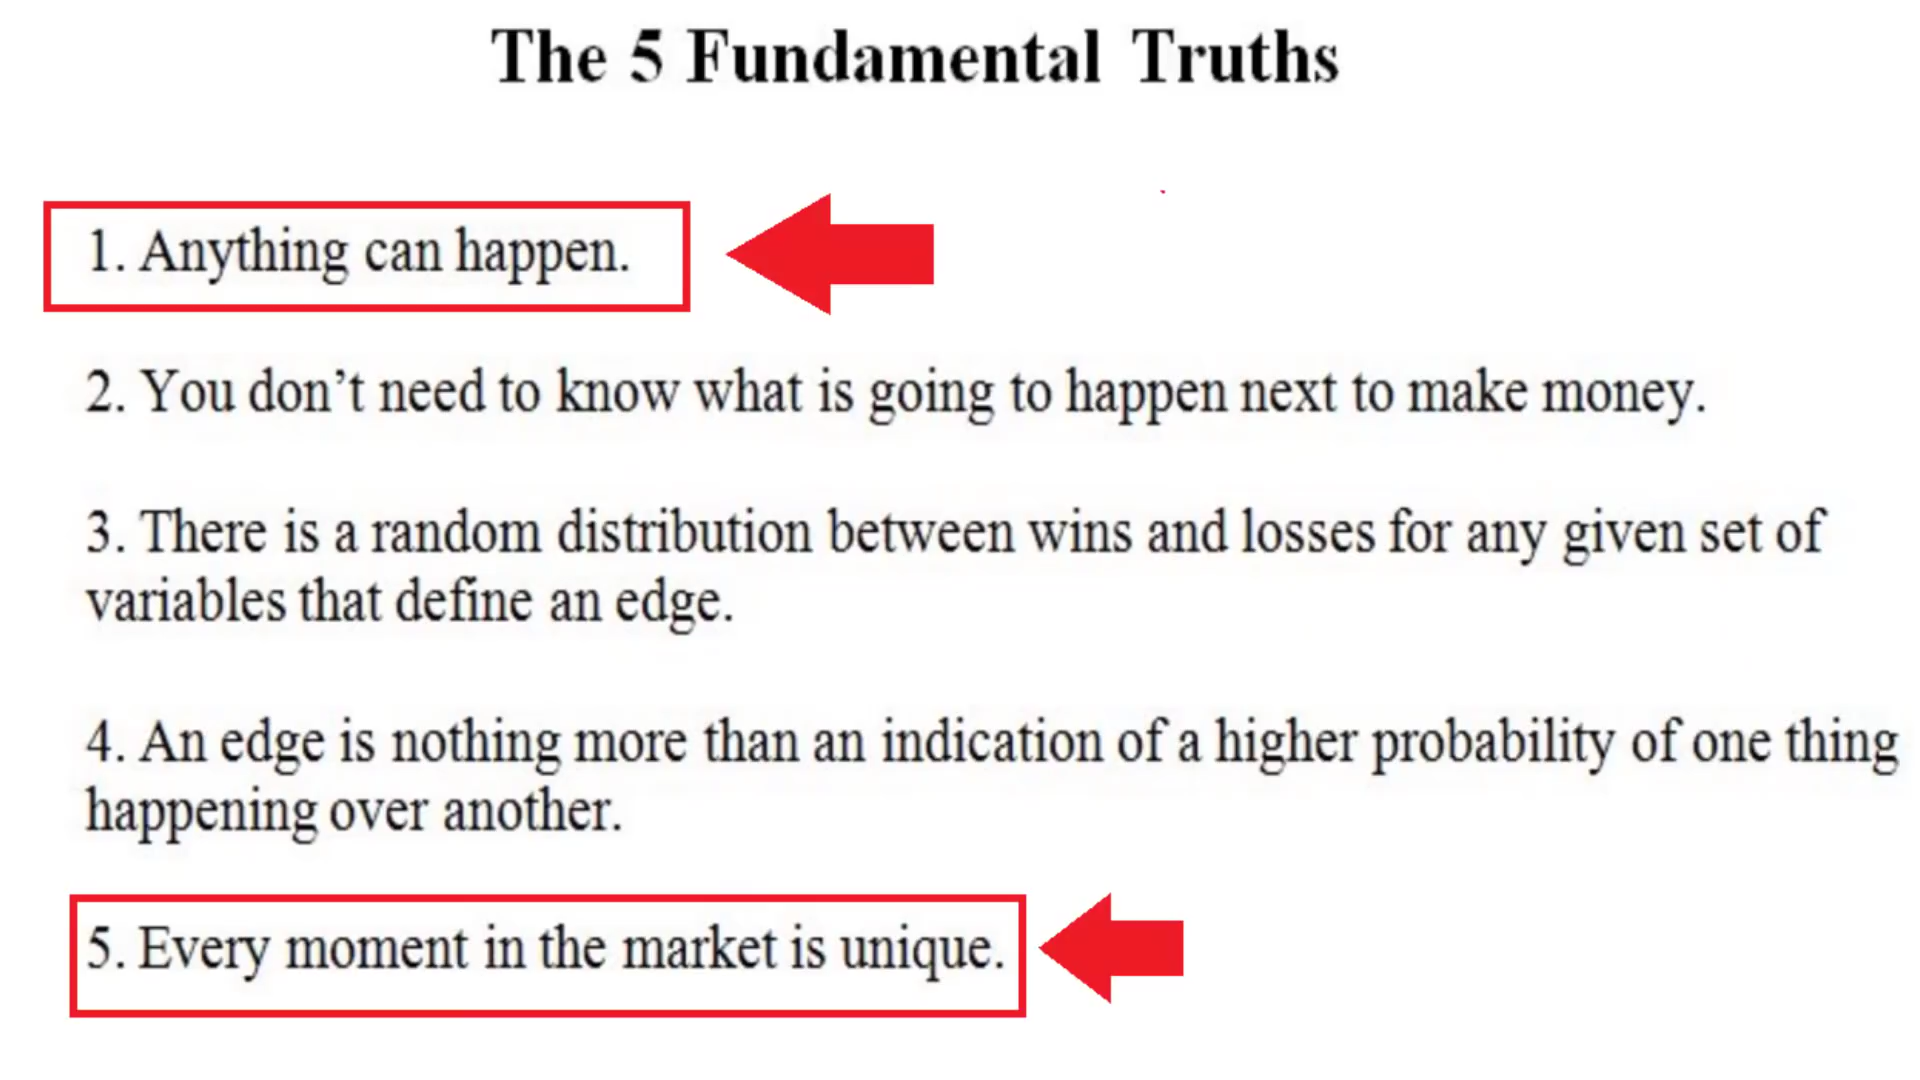 The 5 Fundamental Truths
1. Anything can happen.
2. You don’t need to know what is going to happen next to make money.
3. There is a random distribution between wins and losses for any given set of
variables that define an edge.
4. An edge is nothing more than an indication of a higher probability of one thing
happening over another.
5. Every moment in the market is unique.